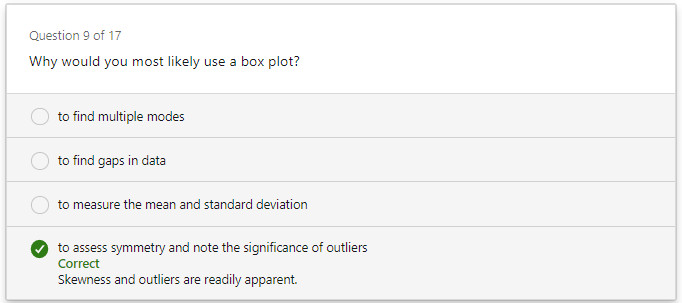 Question 9 of 17
Why would you most likely use a box plot?
to find multiple modes
to find gaps in data
to measure the mean and standard deviation
to assess symmetry and note the significance of outliers
Correct
Skewness and outliers are readily apparent.